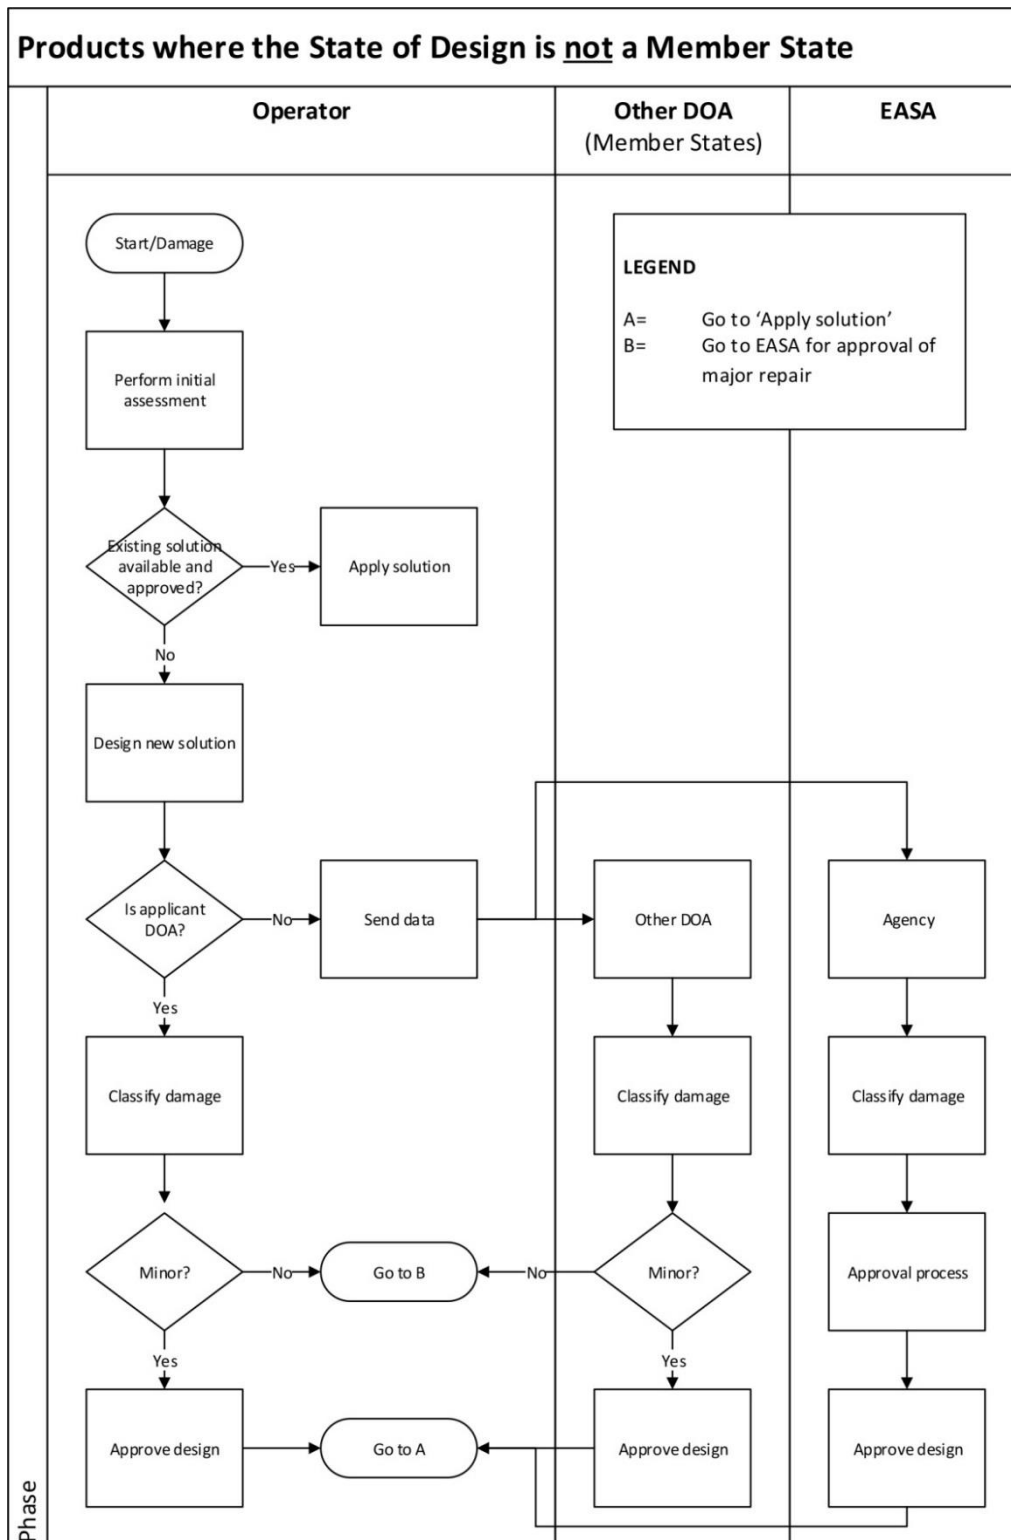 Products where the State of Design is not a Member State
Operator
Other DOA
(Member States)
EASA
Start/Damage
LEGEND
A= Go to ‘Apply solution’
B= Go to EASA for approval of
major repair
Perform initial
assessment
Existing solution
available and
approved?
Yes
Apply solution
No
Design new solution
Is applicant
DOA?
No
Send data
Other DOA
Agency
Yes
Classify damage
Classify damage
Classify damage
Minor?
No
Go to B
No
Minor?
Approval process
Yes
Yes
Approve design
Go to A
Approve design
Approve design
Phase